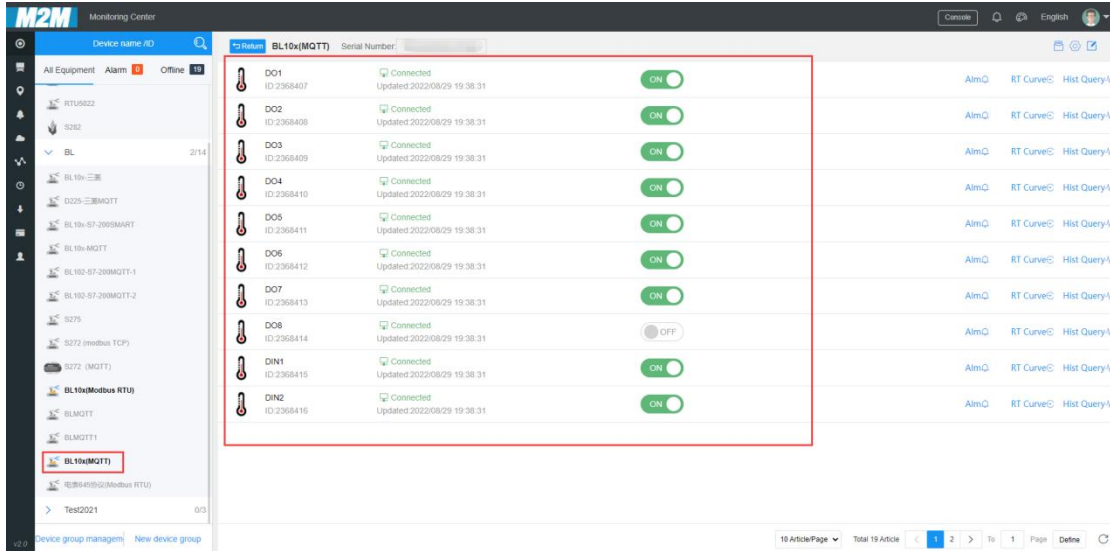 M2M Monitoring Center Console English
Device name /ID
Return BL10x(MQTT) Serial Number:
All Equipment Alarm 0 Offline 19
RTU5022
S282
BL 2/14
BL10x-三菱
D225-三菱MQTT
BL10x-S7-200SMART
BL10x-MQTT
BL102-S7-200MQTT-1
BL102-S7-200MQTT-2
S275
S272 (modbus TCP)
S272 (MQTT)
BL10x(Modbus RTU)
BLMQTT
BLMQTT1
BL10x(MQTT)
电表645协议(Modbus RTU)
Test2021 0/3
Device group managem New device group
v2.0
DO1 Connected ON Alm RT Curve Hist Query
ID:2368407 Updated:2022/08/29 19:38:31
DO2 Connected ON Alm RT Curve Hist Query
ID:2368408 Updated:2022/08/29 19:38:31
DO3 Connected ON Alm RT Curve Hist Query
ID:2368409 Updated:2022/08/29 19:38:31
DO4 Connected ON Alm RT Curve Hist Query
ID:2368410 Updated:2022/08/29 19:38:31
DO5 Connected ON Alm RT Curve Hist Query
ID:2368411 Updated:2022/08/29 19:38:31
DO6 Connected ON Alm RT Curve Hist Query
ID:2368412 Updated:2022/08/29 19:38:31
DO7 Connected ON Alm RT Curve Hist Query
ID:2368413 Updated:2022/08/29 19:38:31
DO8 Connected OFF Alm RT Curve Hist Query
ID:2368414 Updated:2022/08/29 19:38:31
DIN1 Connected ON Alm RT Curve Hist Query
ID:2368415 Updated:2022/08/29 19:38:31
DIN2 Connected ON Alm RT Curve Hist Query
ID:2368416 Updated:2022/08/29 19:38:31
10 Article/Page Total 19 Article < 1 2 > To 1 Page Define